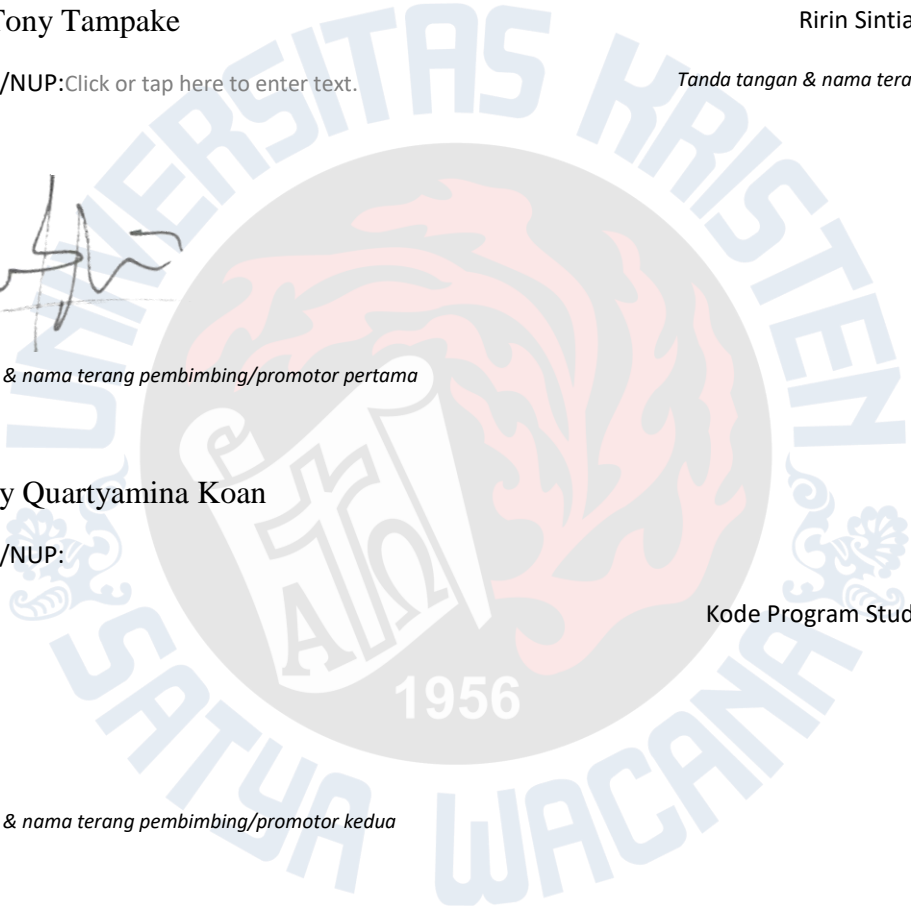 Tony Tampake
Ririn Sintia
/NUP:Click or tap here to enter text.
Tanda tangan & nama tera
& nama terang pembimbing/promotor pertama
y Quartyamina Koan
/NUP:
Kode Program Stud
& nama terang pembimbing/promotor kedua
UNIVERSITAS KRISTEN
SATYA WACANA
ΑΩ
1956